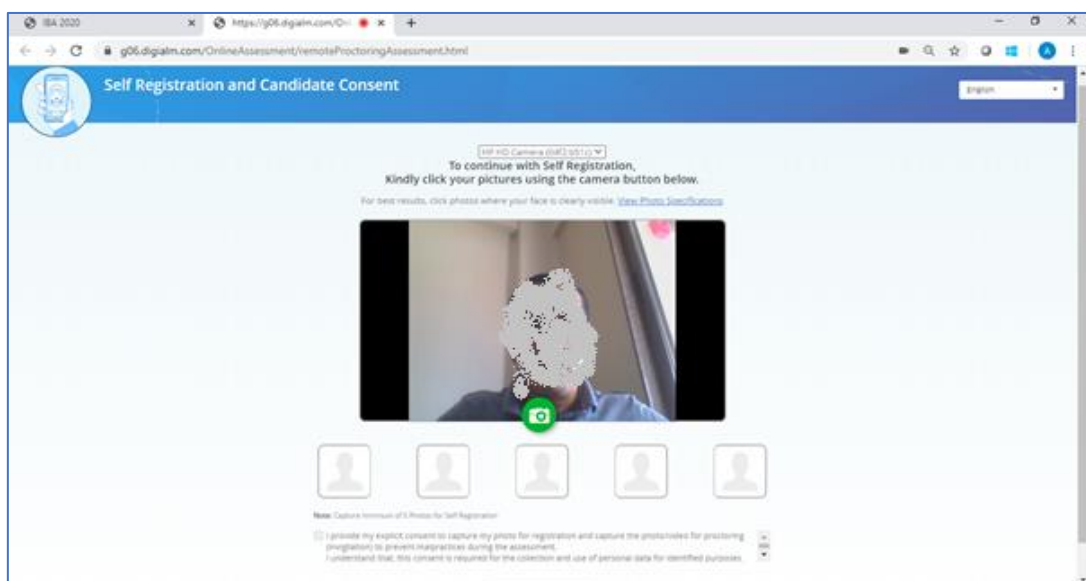 IBA 2020
https://g06.digialm.com/Onl
g06.digialm.com/OnlineAssessment/remoteProctoringAssessment.html
A
Self Registration and Candidate Consent
English
HP HD Camera
To continue with Self Registration,
Kindly click your pictures using the camera button below.
For best results, click photos where your face is clearly visible. View Photo Specifications
Note: Capture minimum of 5 Photos for Self Registration
I provide my explicit consent to capture my photo for registration and capture the photo/video for proctoring
(invigilation) to prevent malpractices during the assessment.
I understand that, this consent is required for the collection and use of personal data for identified purposes